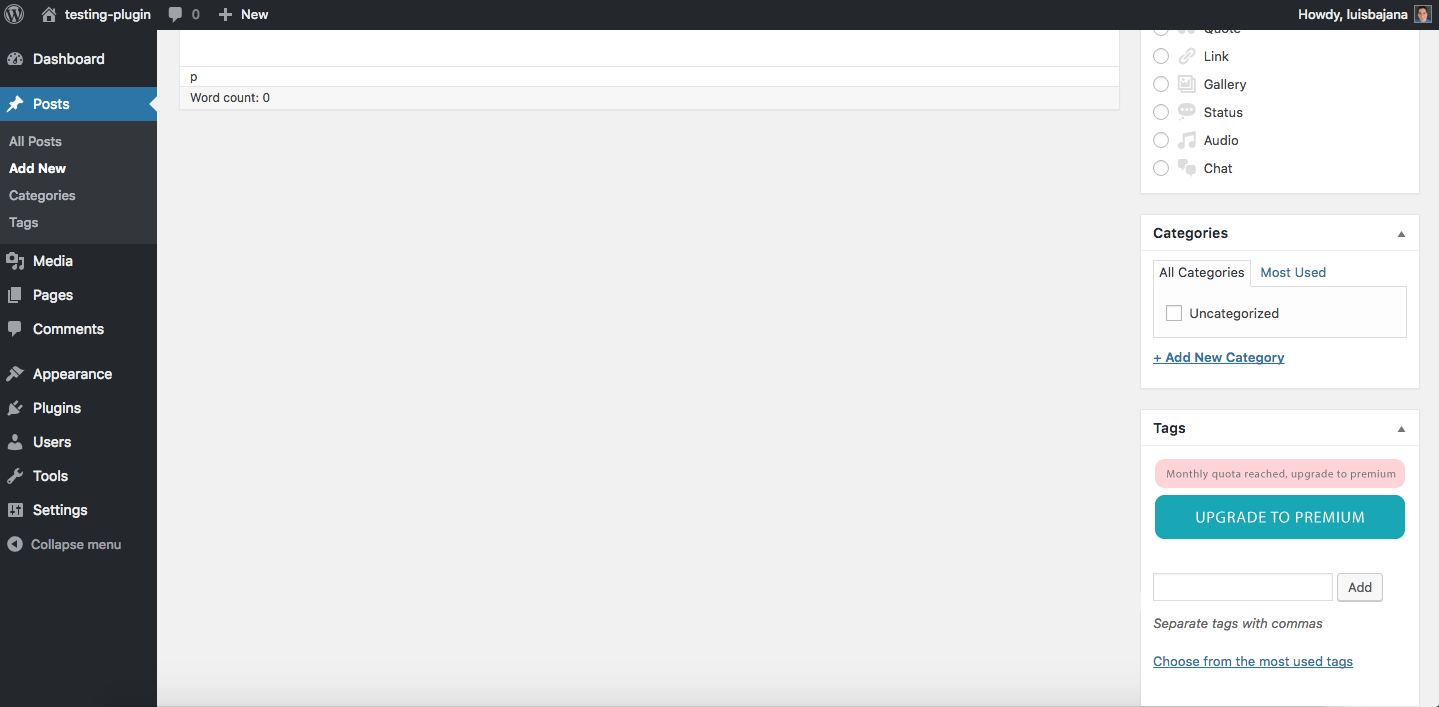 testing-plugin
0
New
Howdy, luisbajana
Dashboard
Posts
All Posts
Add New
Categories
Tags
Media
Pages
Comments
Appearance
Plugins
Users
Tools
Settings
Collapse menu
p
Word count: 0
Quote
Link
Gallery
Status
Audio
Chat
Categories
All Categories
Most Used
Uncategorized
+ Add New Category
Tags
Monthly quota reached, upgrade to premium
UPGRADE TO PREMIUM
Add
Separate tags with commas
Choose from the most used tags